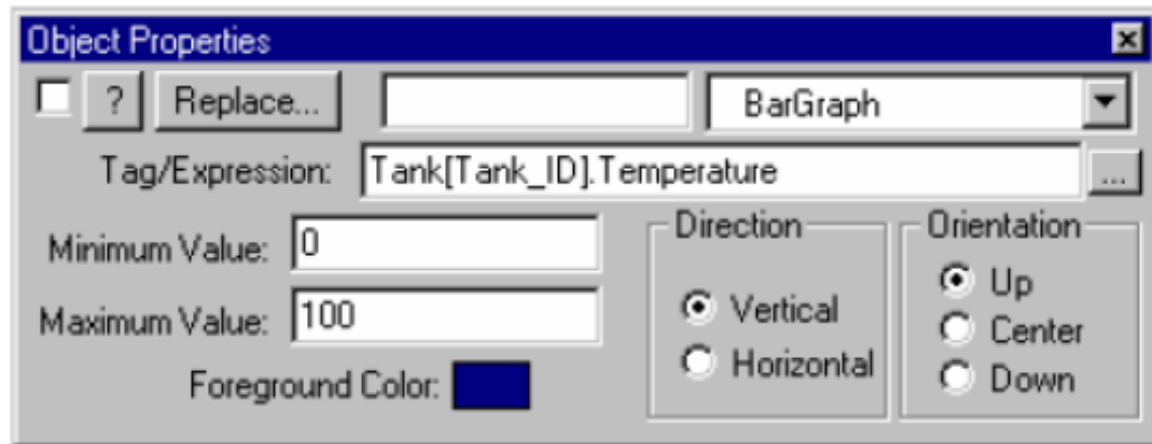 Object Properties
? Replace... BarGraph
Tag/Expression: Tank[Tank_ID].Temperature ...
Minimum Value: 0
Maximum Value: 100
Foreground Color:
Direction
Vertical
Horizontal
Orientation
Up
Center
Down